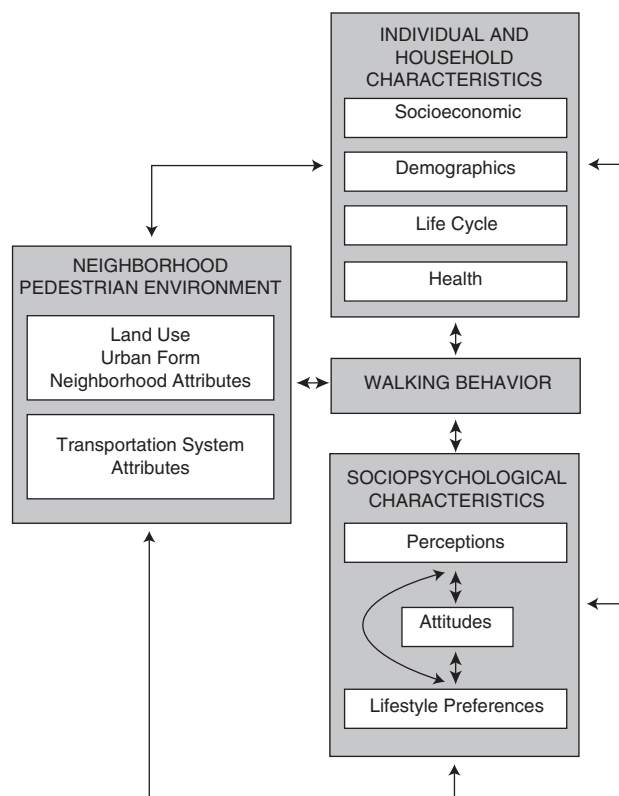 INDIVIDUAL AND
HOUSEHOLD
CHARACTERISTICS
Socioeconomic
Demographics
Life Cycle
Health
NEIGHBORHOOD
PEDESTRIAN ENVIRONMENT
Land Use
Urban Form
Neighborhood Attributes
Transportation System
Attributes
WALKING BEHAVIOR
SOCIOPSYCHOLOGICAL
CHARACTERISTICS
Perceptions
Attitudes
Lifestyle Preferences